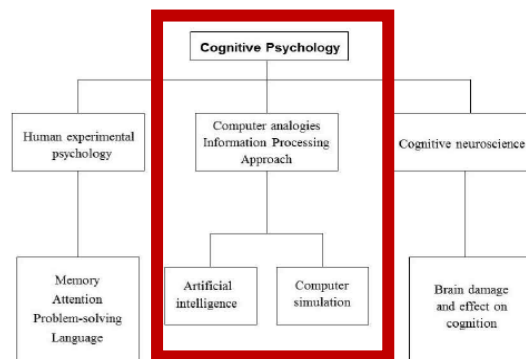 Cognitive Psychology
Human experimental
psychology
Computer analogies
Information Processing
Approach
Cognitive neuroscience
Memory
Attention
Problem-solving
Language
Artificial
intelligence
Computer
simulation
Brain damage
and effect on
cognition